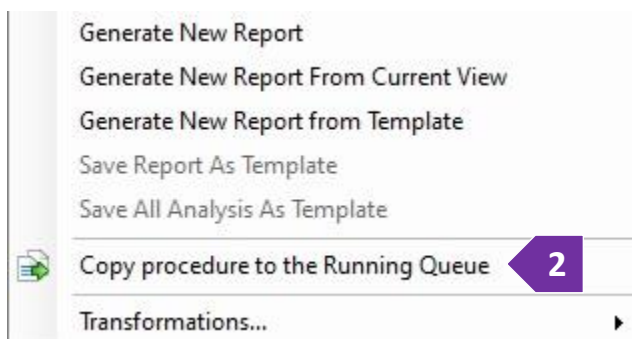 Generate New Report
Generate New Report From Current View
Generate New Report from Template
Save Report As Template
Save All Analysis As Template
Copy procedure to the Running Queue 2
Transformations...